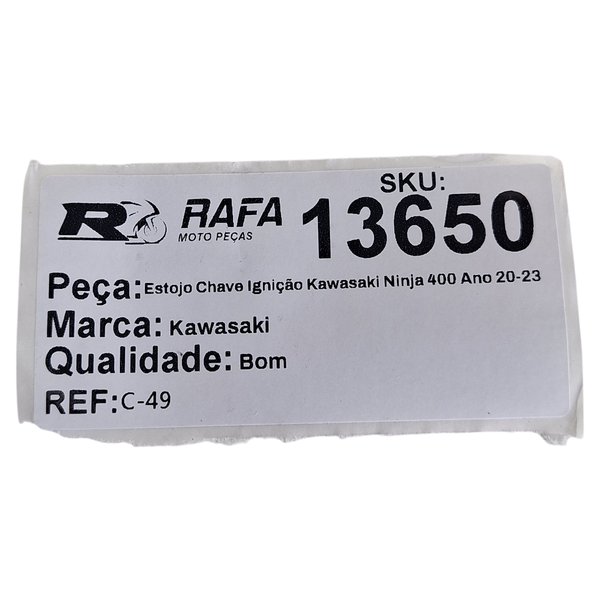 SKU:
R RAFA
MOTO PEÇAS
13650
Peça: Estojo Chave Ignição Kawasaki Ninja 400 Ano 20-23
Marca: Kawasaki
Qualidade: Bom
REF: C-49